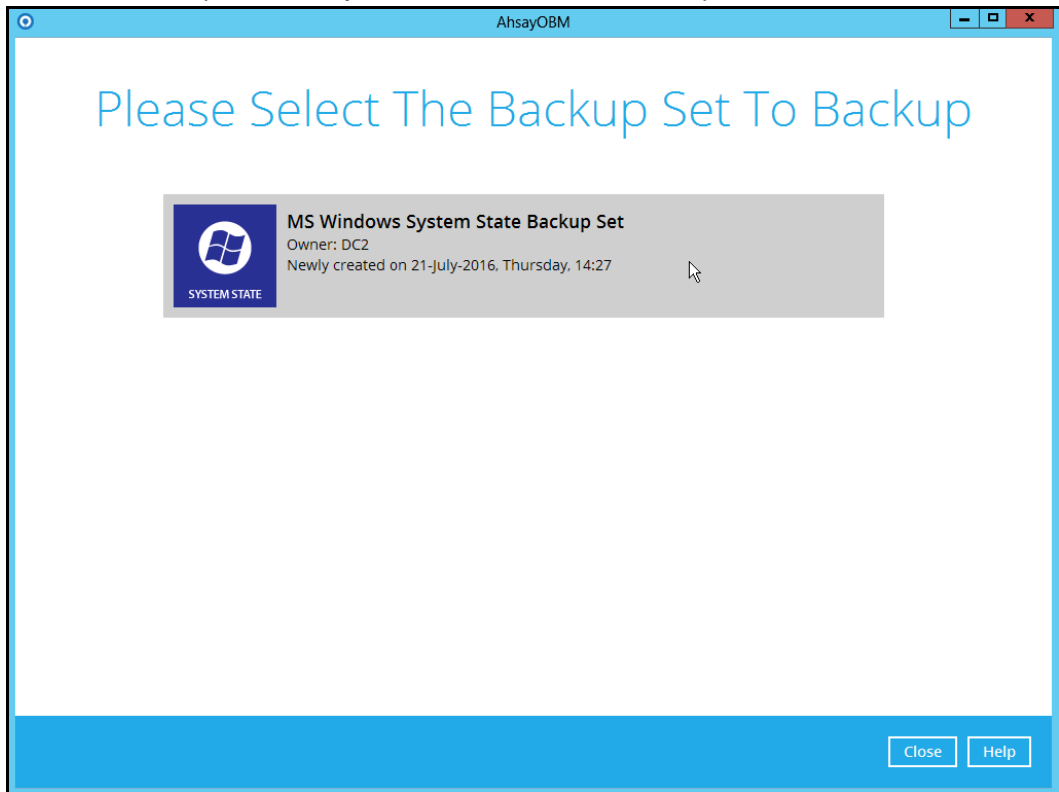 AhsayOBM
Please Select The Backup Set To Backup
MS Windows System State Backup Set
Owner: DC2
Newly created on 21-July-2016, Thursday, 14:27
SYSTEM STATE
Close Help